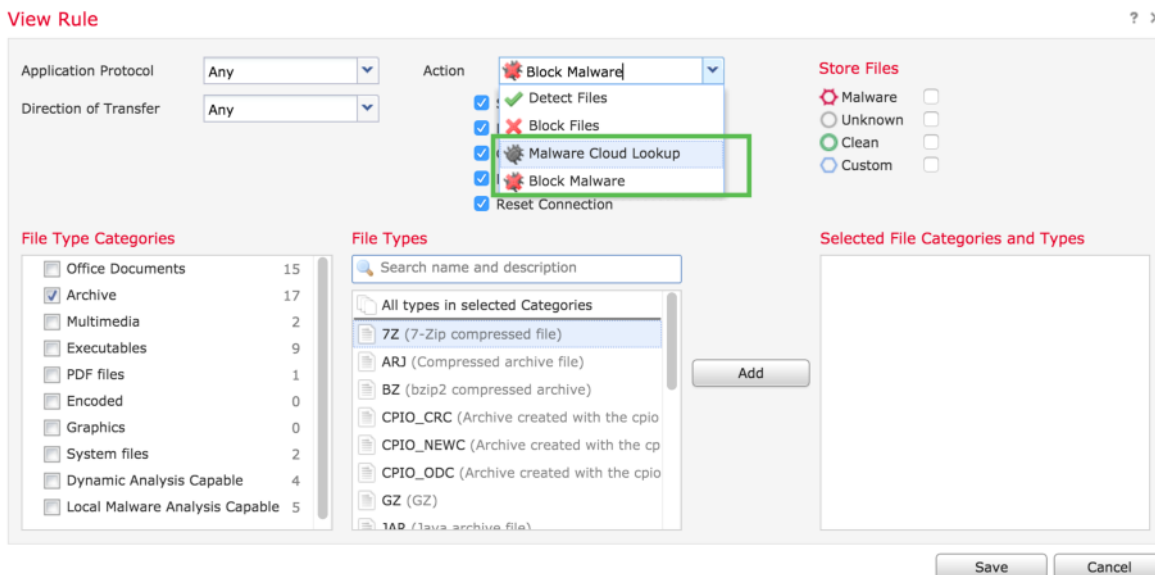 View Rule
?
Application Protocol Any Action Block Malware Store Files
Direction of Transfer Any
Detect Files
Block Files
Malware Cloud Lookup
Block Malware
Reset Connection
Malware
Unknown
Clean
Custom
File Type Categories
Office Documents 15
Archive 17
Multimedia 2
Executables 9
PDF files 1
Encoded 0
Graphics 0
System files 2
Dynamic Analysis Capable 4
Local Malware Analysis Capable 5
File Types
Search name and description
All types in selected Categories
7Z (7-Zip compressed file)
ARJ (Compressed archive file)
BZ (bzip2 compressed archive)
CPIO_CRC (Archive created with the cpio
CPIO_NEWC (Archive created with the cp
CPIO_ODC (Archive created with the cpio
GZ (GZ)
JAR (Java archive file)
Add
Selected File Categories and Types
Save Cancel